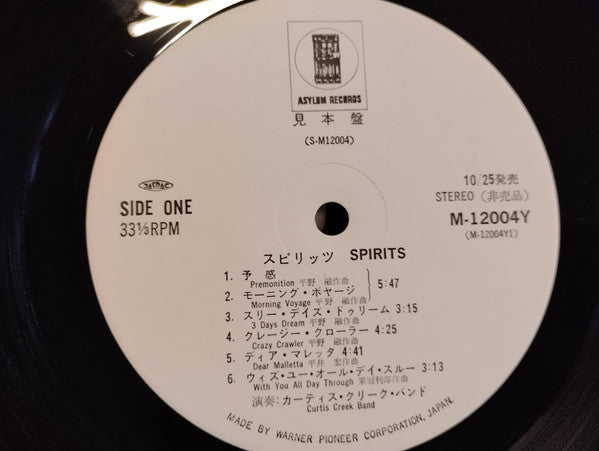 ASYLUM RECORDS
見本盤
(S-M12004)
JASRAC
SIDE ONE
33⅓RPM
10/25発売
STEREO (非売品)
M-12004Y
(M-12004Y1)
スピリッツ SPIRITS
1. 予感
Premonition 平野 融作曲
2. モーニング・ボヤージ
Morning Voyage 平野 融作曲
5:47
3. スリー・デイズ・ドゥリーム 3:15
3 Days Dream 平野 融作曲
4. クレージー・クローラー 4:25
Crazy Crawler 平野 融作曲
5. ディア・マレッタ 4:41
Dear Malletta 平井 宏作曲
6. ウィズ・ユー・オール・デイ・スルー 3:13
With You All Day Through 栗冠利郎作曲
演奏:カーティス・クリーク・バンド
Curtis Creek Band
MADE BY WARNER PIONEER CORPORATION, JAPAN.